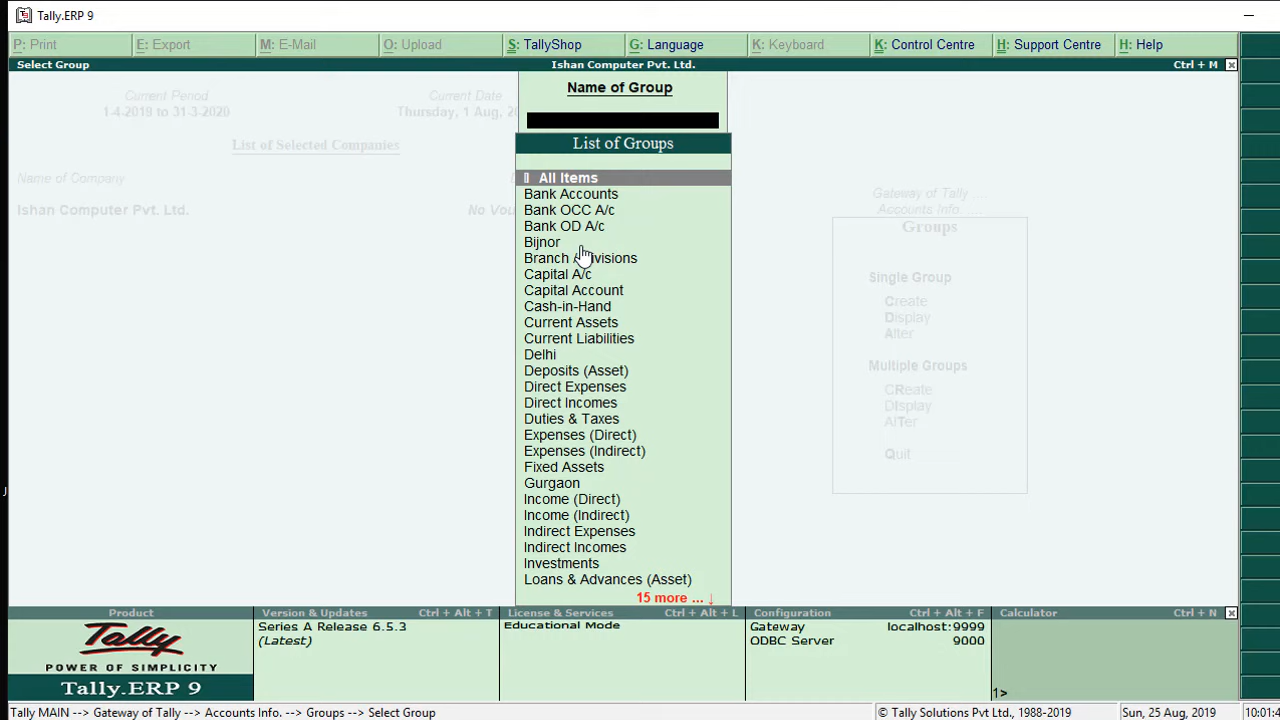 Tally.ERP 9
P: Print
E: Export
M: E-Mail
O: Upload
S: TallyShop
G: Language
K: Keyboard
K: Control Centre
H: Support Centre
H: Help
Select Group
Ishan Computer Pvt. Ltd.
Ctrl + M
Current Period
1-4-2019 to 31-3-2020
Current Date
Thursday, 1 Aug, 20
List of Selected Companies
Name of Company
Ishan Computer Pvt. Ltd.
No Vou
Name of Group
List of Groups
All Items
Bank Accounts
Bank OCC A/c
Bank OD A/c
Bijnor
Branch / Divisions
Capital A/c
Capital Account
Cash-in-Hand
Current Assets
Current Liabilities
Delhi
Deposits (Asset)
Direct Expenses
Direct Incomes
Duties & Taxes
Expenses (Direct)
Expenses (Indirect)
Fixed Assets
Gurgaon
Income (Direct)
Income (Indirect)
Indirect Expenses
Indirect Incomes
Investments
Loans & Advances (Asset)
15 more ... ↓
Gateway of Tally ...
Accounts Info. ....
Groups
Single Group
Create
Display
Alter
Multiple Groups
CReate
DIsplay
AlTer
Quit
Product
Tally
POWER OF SIMPLICITY
Tally.ERP 9
Version & Updates Ctrl + Alt + T
Series A Release 6.5.3
(Latest)
License & Services Ctrl + Alt + L
Educational Mode
Configuration Ctrl + Alt + F
Gateway localhost:9999
ODBC Server 9000
Calculator Ctrl + N
1>
Tally MAIN --> Gateway of Tally --> Accounts Info. --> Groups --> Select Group
© Tally Solutions Pvt Ltd., 1988-2019
Sun, 25 Aug, 2019
10:01:4